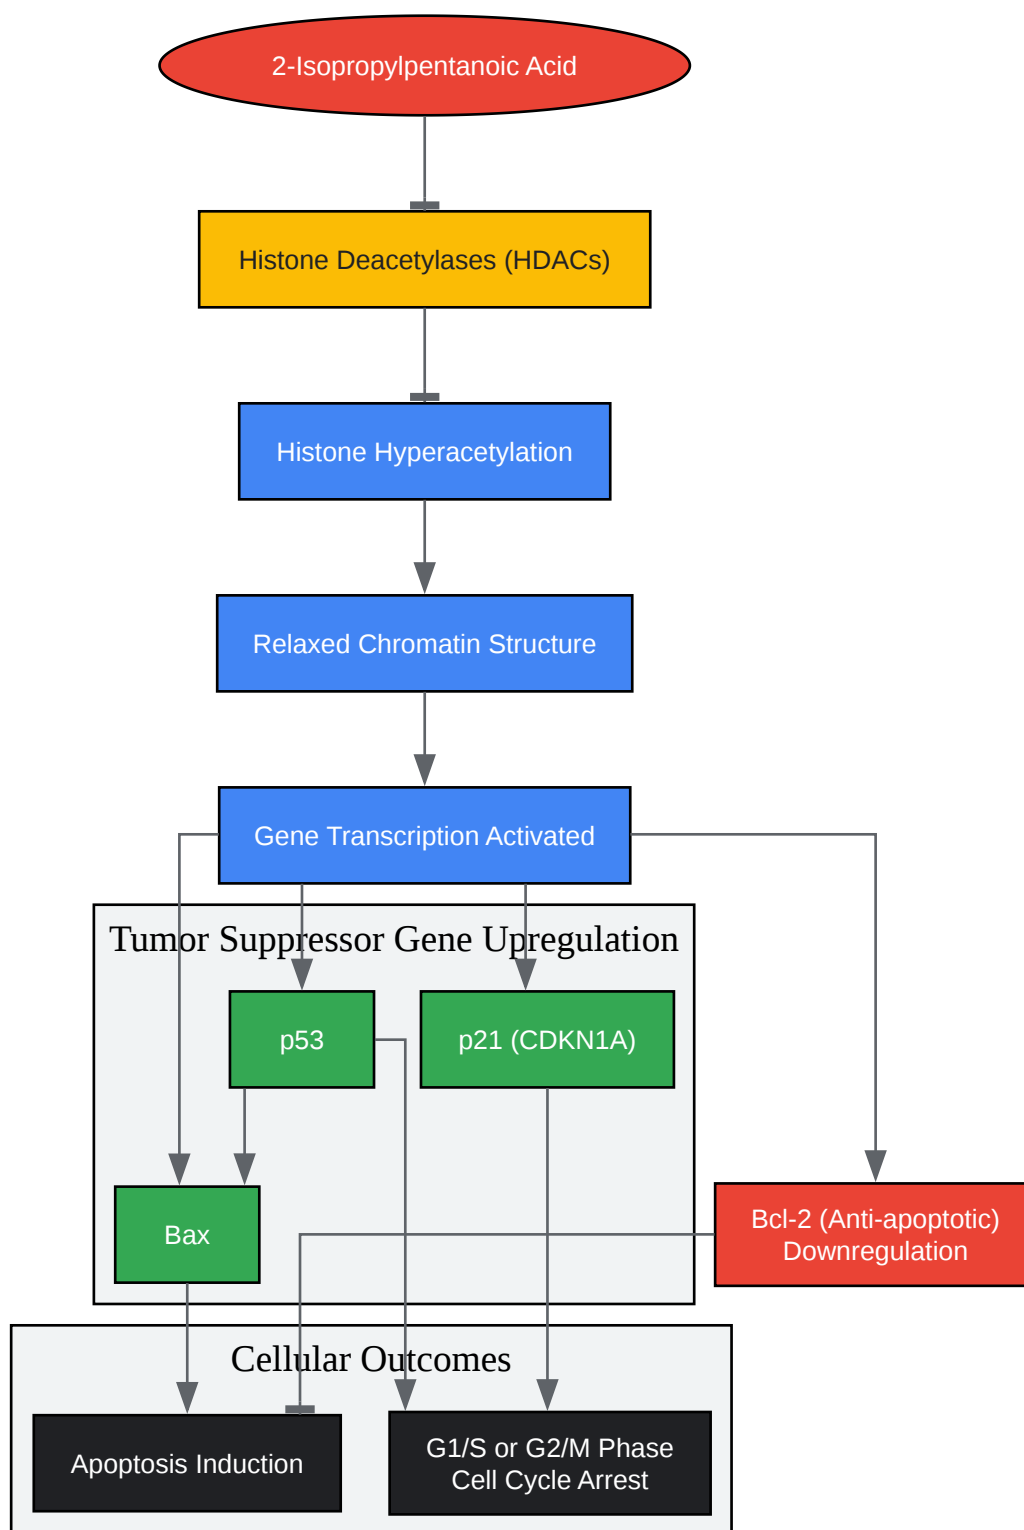 2-Isopropylpentanoic Acid
Histone Deacetylases (HDACs)
Histone Hyperacetylation
Relaxed Chromatin Structure
Gene Transcription Activated
Tumor Suppressor Gene Upregulation
p53
p21 (CDKN1A)
Bax
Bcl-2 (Anti-apoptotic)
Downregulation
Cellular Outcomes
Apoptosis Induction
G1/S or G2/M Phase
Cell Cycle Arrest